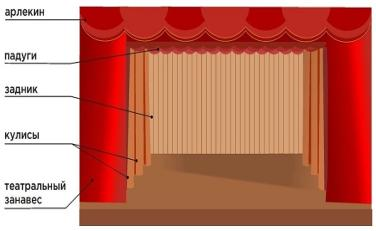 арлекин
падуги
задник
кулисы
театральный
занавес